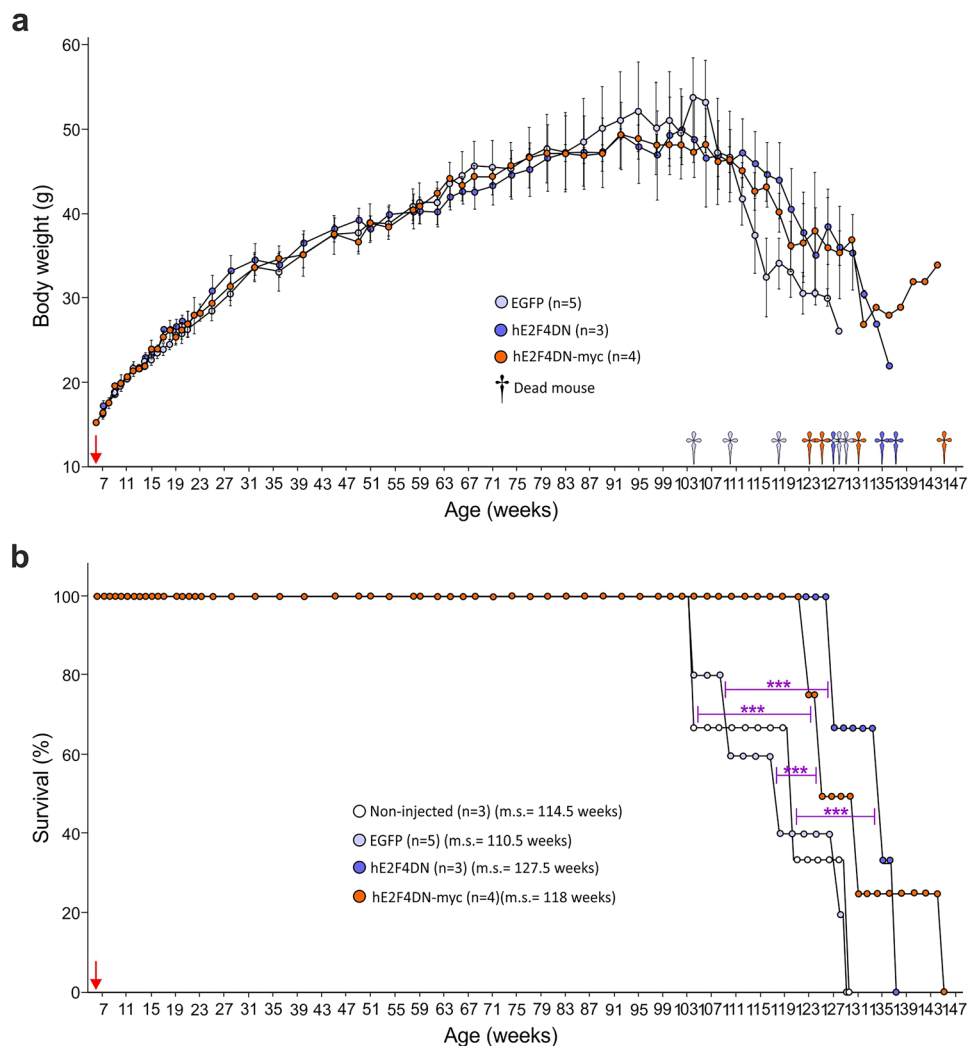 a
Body weight (g)
60
50
40
30
20
10
EGFP (n=5)
hE2F4DN (n=3)
hE2F4DN-myc (n=4)
Dead mouse
7 11 15 19 23 27 31 35 39 40 43 47 51 55 59 63 67 71 75 79 83 87 91 95 99 103 107 111 115 119 123 127 131 135 139 143 147
Age (weeks)
b
Survival (%)
100
80
60
40
20
0
***
***
***
***
Non-injected (n=3) (m.s.= 114.5 weeks)
EGFP (n=5) (m.s.= 110.5 weeks)
hE2F4DN (n=3) (m.s.= 127.5 weeks)
hE2F4DN-myc (n=4)(m.s.= 118 weeks)
7 11 15 19 23 27 31 35 39 43 47 51 55 59 63 67 71 75 79 83 87 91 95 99 103 107 111 115 119 123 127 131 135 139 143 147
Age (weeks)